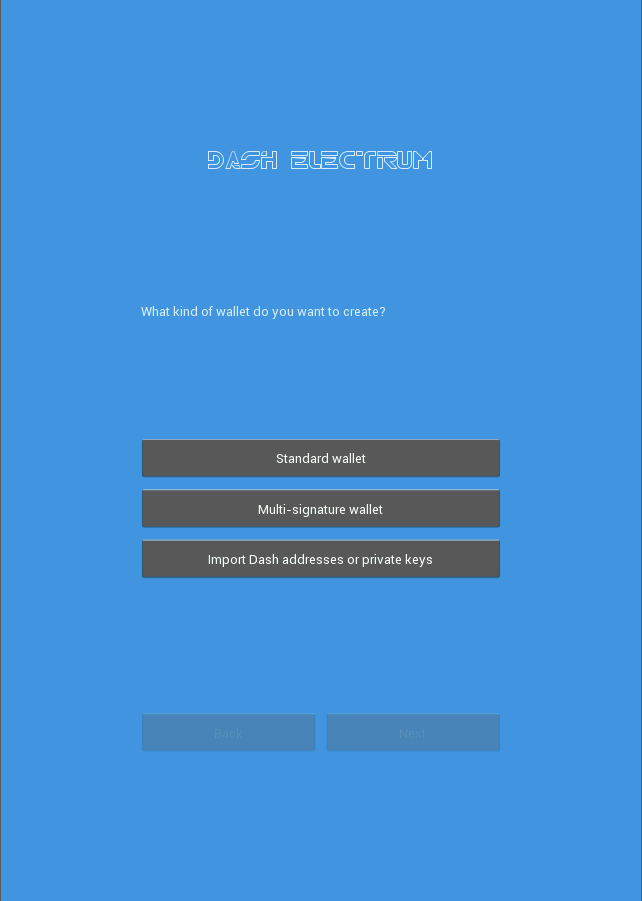 DASH ELECTRUM
What kind of wallet do you want to create?
Standard wallet
Multi-signature wallet
Import Dash addresses or private keys
Back
Next